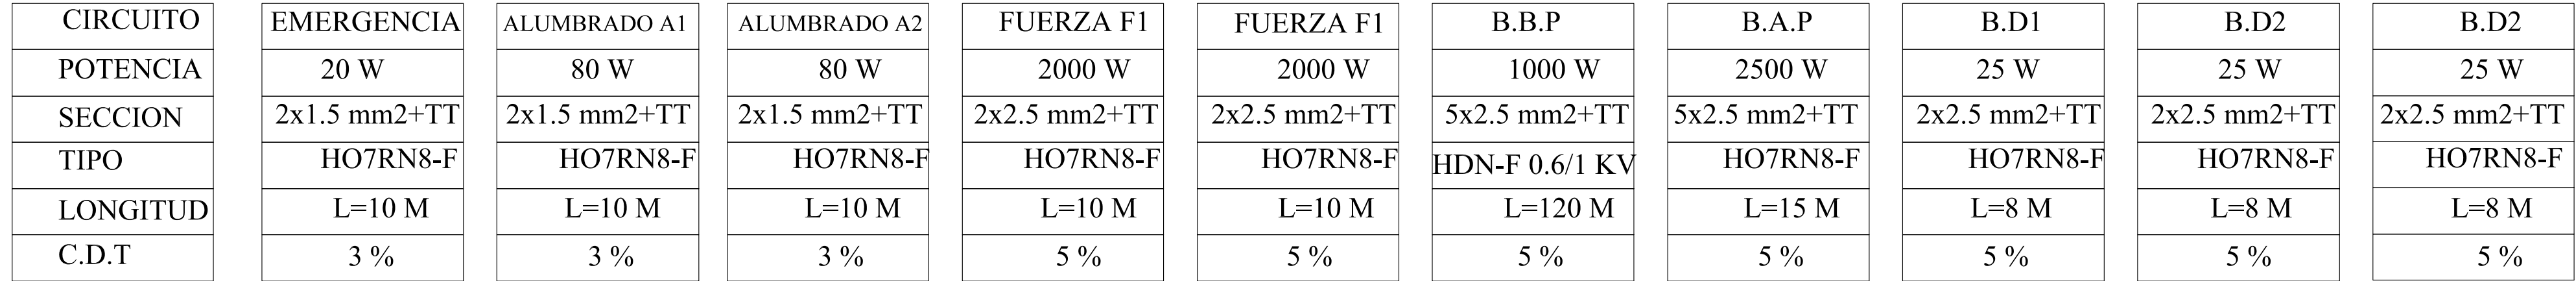 CIRCUITO EMERGENCIA ALUMBRADO A1 ALUMBRADO A2 FUERZA F1 FUERZA F1 B.B.P B.A.P B.D1 B.D2 B.D2
POTENCIA 20 W 80 W 80 W 2000 W 2000 W 1000 W 2500 W 25 W 25 W 25 W
SECCION 2x1.5 mm2+TT 2x1.5 mm2+TT 2x1.5 mm2+TT 2x2.5 mm2+TT 2x2.5 mm2+TT 5x2.5 mm2+TT 5x2.5 mm2+TT 2x2.5 mm2+TT 2x2.5 mm2+TT 2x2.5 mm2+TT
TIPO HO7RN8-F HO7RN8-F HO7RN8-F HO7RN8-F HO7RN8-F HDN-F 0.6/1 KV HO7RN8-F HO7RN8-F HO7RN8-F HO7RN8-F
LONGITUD L=10 M L=10 M L=10 M L=10 M L=10 M L=120 M L=15 M L=8 M L=8 M L=8 M
C.D.T 3 % 3 % 3 % 5 % 5 % 5 % 5 % 5 % 5 % 5 %